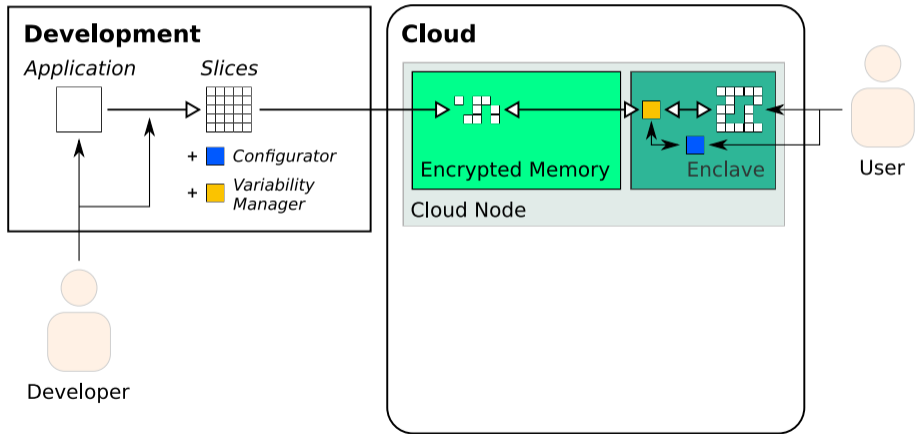 Development
Application
Slices
+ Configurator
+ Variability
Manager
Developer
Cloud
Encrypted Memory
Enclave
Cloud Node
User